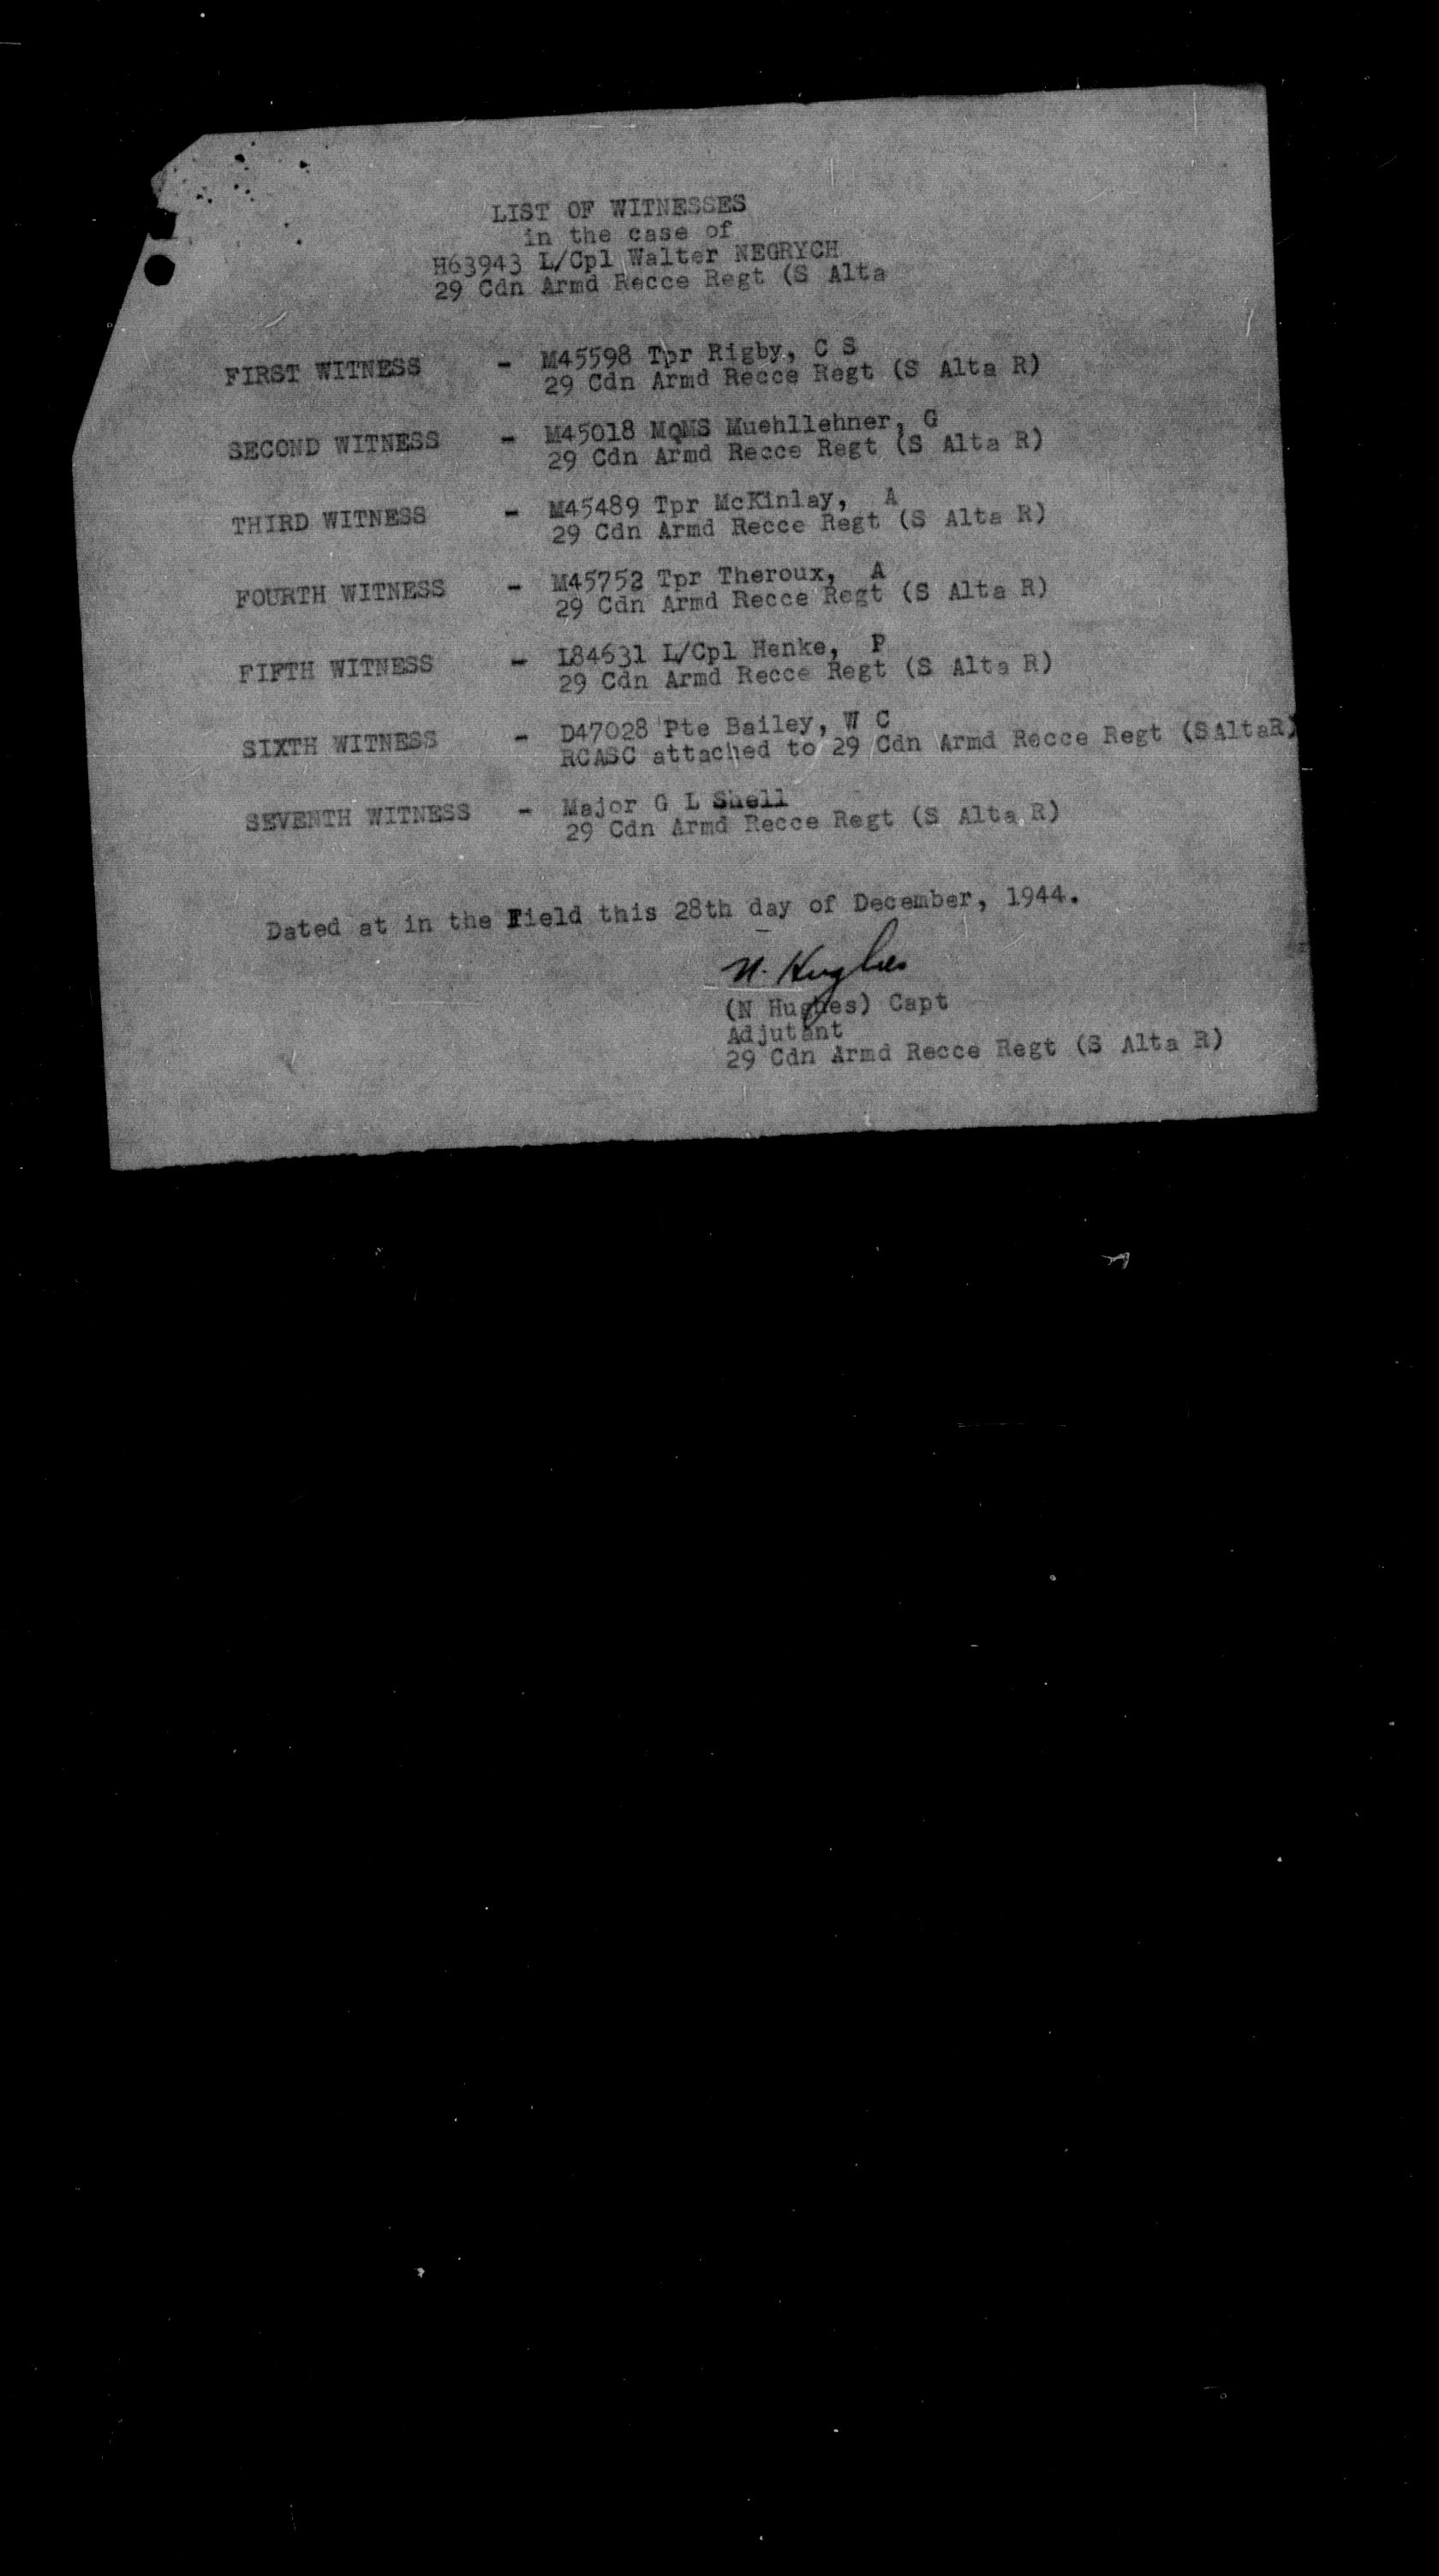 LIST OF WITNESSES
in the case of
H63943 L/Cpl Walter NEGRYCH
29 Cdn Armd Recce Regt (S Alta
FIRST WITNESS - M45598 Tpr Rigby, C S
29 Cdn Armd Recce Regt (S Alta R)
SECOND WITNESS - M45018 MQMS Muehllehner, G
29 Cdn Armd Recce Regt (S Alta R)
THIRD WITNESS - M45489 Tpr McKinlay, A
29 Cdn Armd Recce Regt (S Alta R)
FOURTH WITNESS - M45752 Tpr Theroux, A
29 Cdn Armd Recce Regt (S Alta R)
FIFTH WITNESS - L84631 L/Cpl Henke, P
29 Cdn Armd Recce Regt (S Alta R)
SIXTH WITNESS - D47028 Pte Bailey, W C
RCASC attached to 29 Cdn Armd Recce Regt (SAltaR)
SEVENTH WITNESS - Major G L Shell
29 Cdn Armd Recce Regt (S Alta R)
Dated at in the Field this 28th day of December, 1944.
N. Hughes
(N Hughes) Capt
Adjutant
29 Cdn Armd Recce Regt (S Alta R)